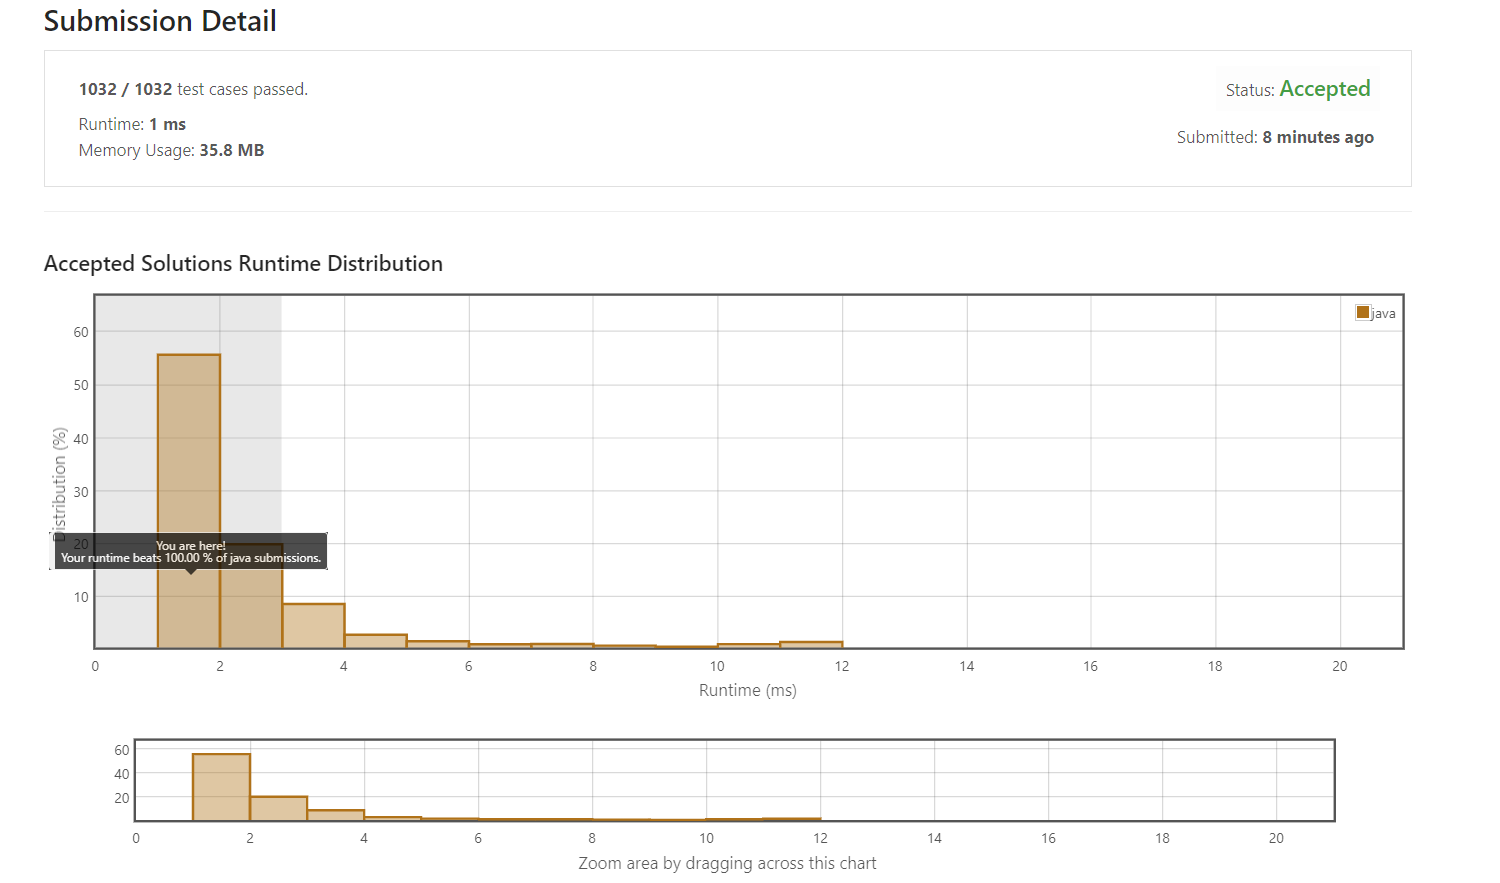 Submission Detail
1032 / 1032 test cases passed.
Status: Accepted
Runtime: 1 ms
Memory Usage: 35.8 MB
Submitted: 8 minutes ago
Accepted Solutions Runtime Distribution
java
60
50
40
30
20
10
Distribution (%)
You are here!
Your runtime beats 100.00 % of java submissions.
0 2 4 6 8 10 12 14 16 18 20
Runtime (ms)
60
40
20
0 2 4 6 8 10 12 14 16 18 20
Zoom area by dragging across this chart